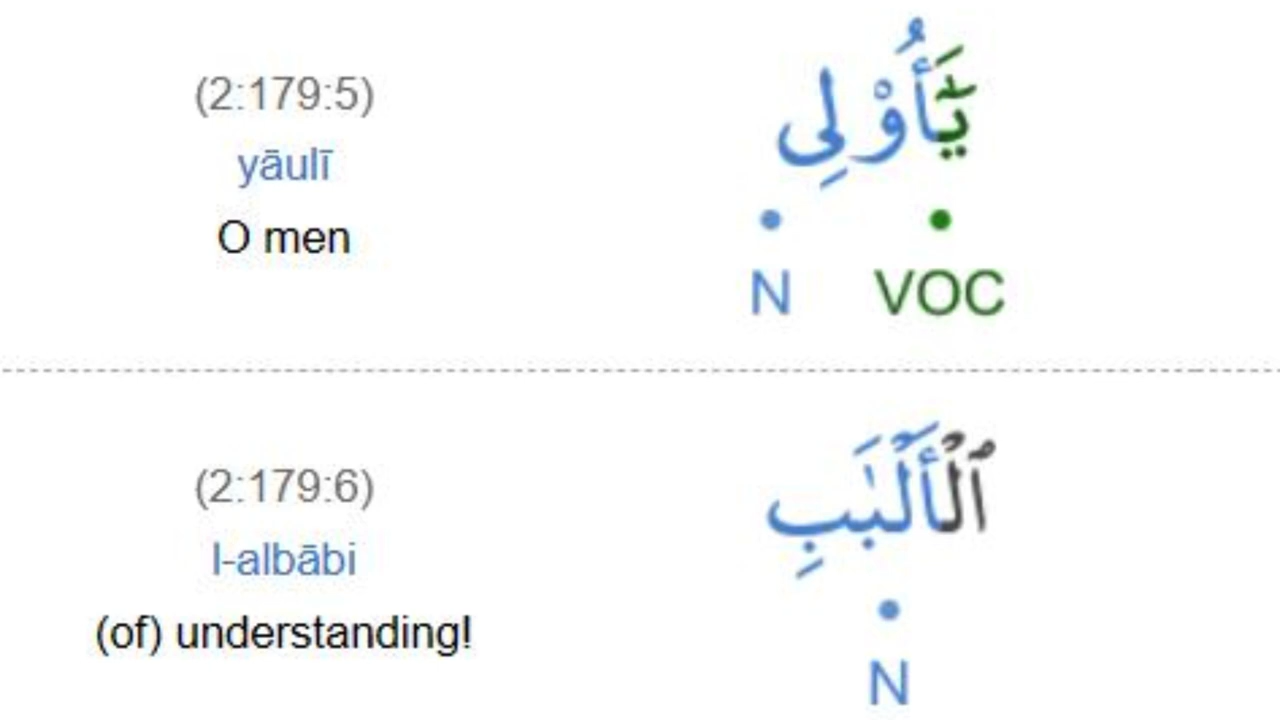 (2:179:5)
yāulī
O men
يَٰٓأُو۟لِى
N VOC
(2:179:6)
l-albābi
(of) understanding!
ٱلْأَلْبَٰبِ
N